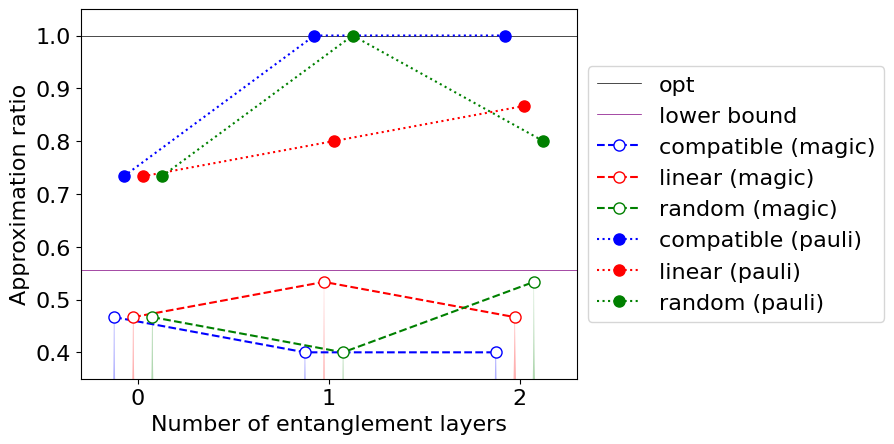 1.0
0.9
0.8
0.7
0.6
0.5
0.4
Approximation ratio
0 1 2
Number of entanglement layers
opt
lower bound
compatible (magic)
linear (magic)
random (magic)
compatible (pauli)
linear (pauli)
random (pauli)